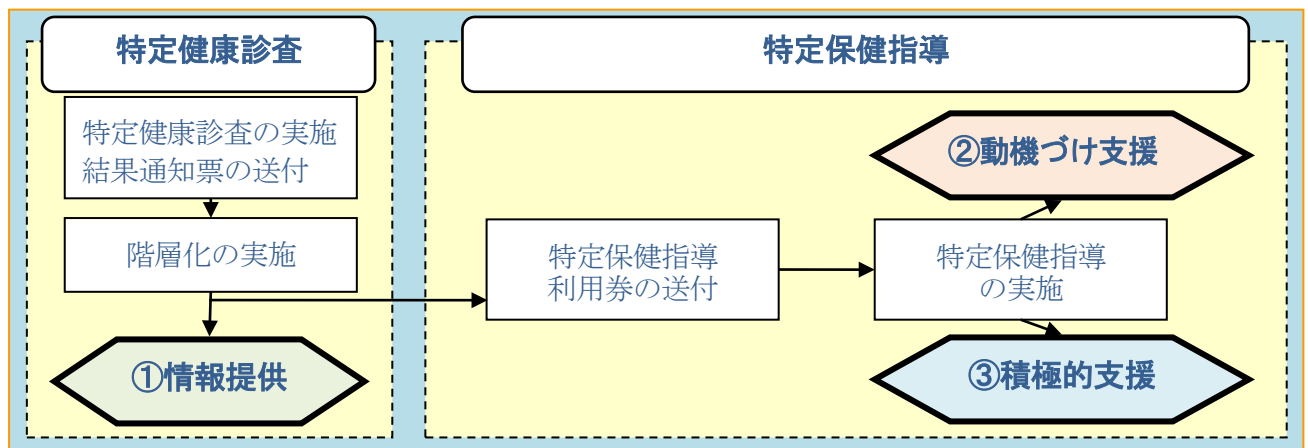 特定健康診査
特定健康診査の実施
結果通知票の送付
階層化の実施
①情報提供
特定保健指導
特定保健指導
利用券の送付
特定保健指導
の実施
②動機づけ支援
③積極的支援